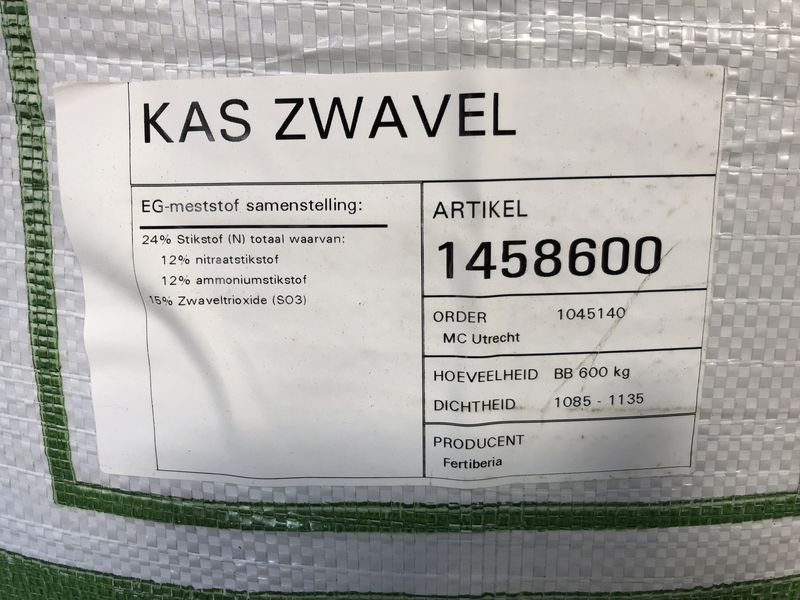 KAS ZWAVEL
EG-meststof samenstelling:
24% Stikstof (N) totaal waarvan:
12% nitraatstikstof
12% ammoniumstikstof
15% Zwaveltrioxide (SO3)
ARTIKEL
1458600
ORDER 1045140
MC Utrecht
HOEVEELHEID BB 600 kg
DICHTHEID 1085 - 1135
PRODUCENT
Fertiberia